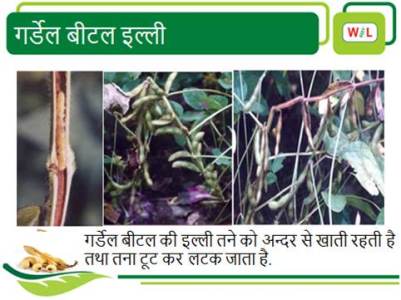 गर्डेल बीटल इल्ली
WiL
गर्डेल बीटल की इल्ली तने को अन्दर से खाती रहती है
तथा तना टूट कर लटक जाता है.